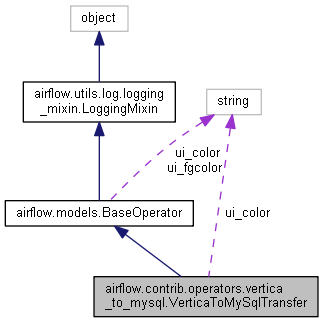 object
airflow.utils.log.logging
_mixin.LoggingMixin
string
ui_color
ui_fgcolor
airflow.models.BaseOperator
ui_color
airflow.contrib.operators.vertica
_to_mysql.VerticaToMySqlTransfer